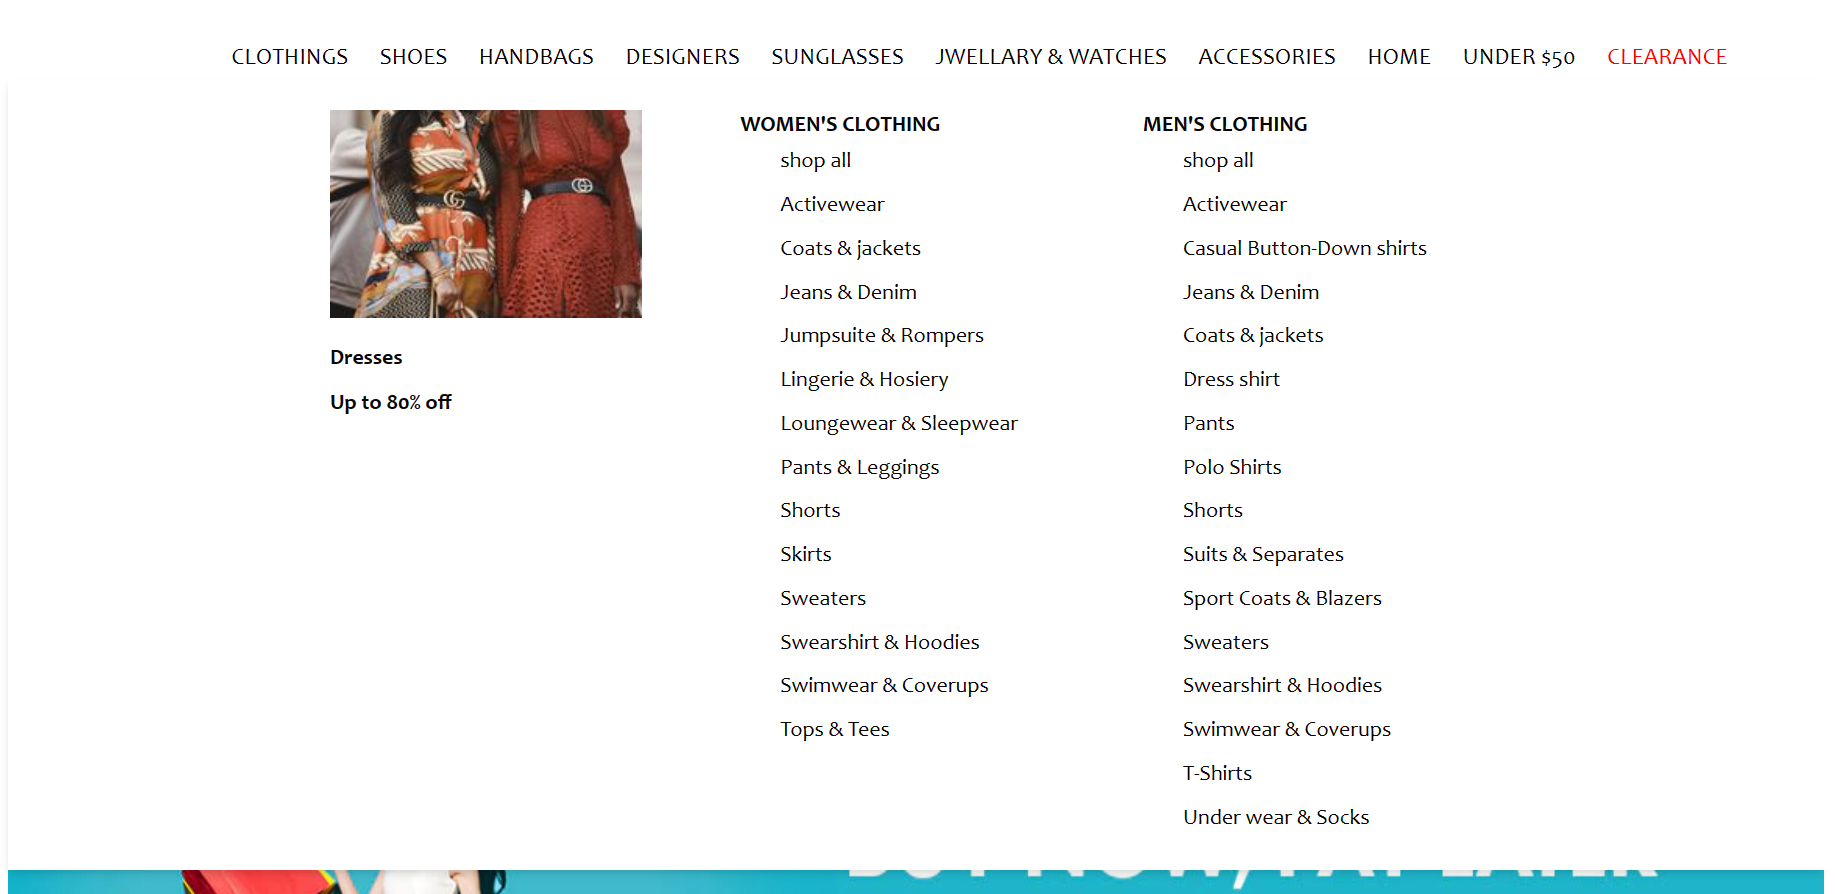 CLOTHINGS SHOES HANDBAGS DESIGNERS SUNGLASSES JWELLARY & WATCHES ACCESSORIES HOME UNDER $50 CLEARANCE
Dresses
Up to 80% off
WOMEN'S CLOTHING
shop all
Activewear
Coats & jackets
Jeans & Denim
Jumpsuite & Rompers
Lingerie & Hosiery
Loungewear & Sleepwear
Pants & Leggings
Shorts
Skirts
Sweaters
Swearshirt & Hoodies
Swimwear & Coverups
Tops & Tees
MEN'S CLOTHING
shop all
Activewear
Casual Button-Down shirts
Jeans & Denim
Coats & jackets
Dress shirt
Pants
Polo Shirts
Shorts
Suits & Separates
Sport Coats & Blazers
Sweaters
Swearshirt & Hoodies
Swimwear & Coverups
T-Shirts
Under wear & Socks